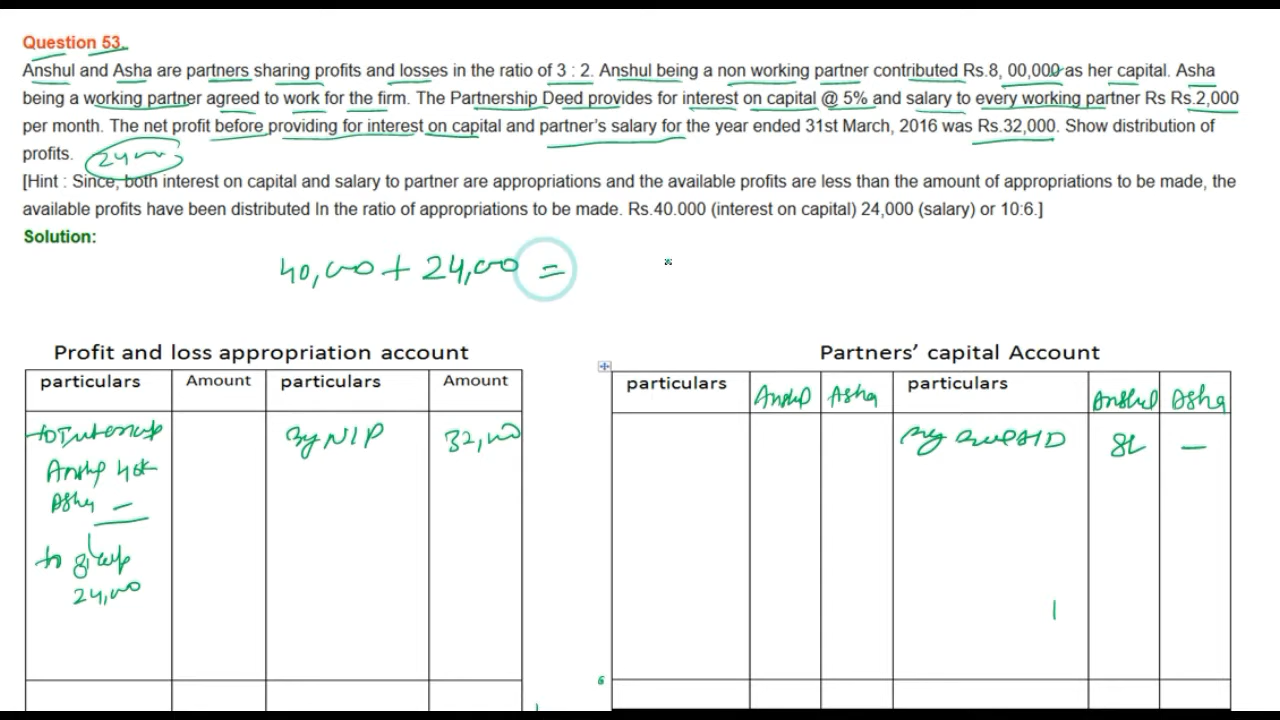 Question 53.
Anshul and Asha are partners sharing profits and losses in the ratio of 3 : 2. Anshul being a non working partner contributed Rs.8, 00,000 as her capital. Asha
being a working partner agreed to work for the firm. The Partnership Deed provides for interest on capital @ 5% and salary to every working partner Rs Rs.2,000
per month. The net profit before providing for interest on capital and partner's salary for the year ended 31st March, 2016 was Rs.32,000. Show distribution of
profits.
[Hint : Since, both interest on capital and salary to partner are appropriations and the available profits are less than the amount of appropriations to be made, the
available profits have been distributed In the ratio of appropriations to be made. Rs.40.000 (interest on capital) 24,000 (salary) or 10:6.]
Solution:
40,000 + 24,000 =
Profit and loss appropriation account
Partners' capital Account
particulars Amount particulars Amount
particulars Anshul Asha particulars Anshul Asha
By N/P 32,000
8L —
Asha —
to
24,000